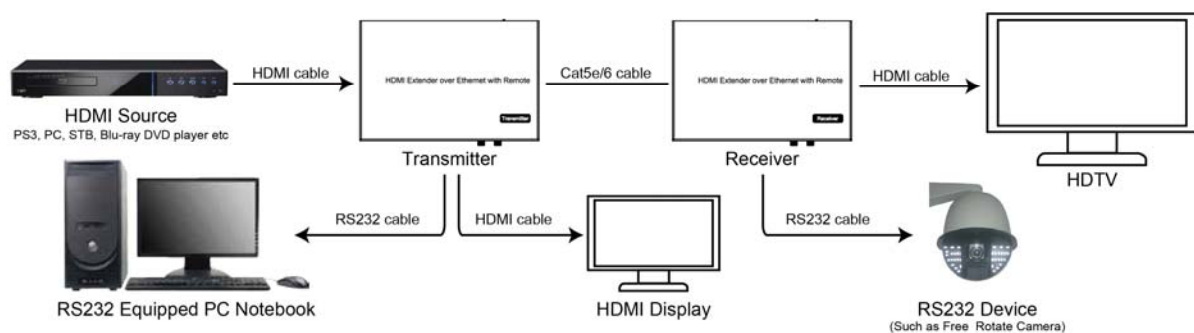 HDMI cable
HDMI Extender over Ethernet with Remote
Transmitter
Cat5e/6 cable
HDMI Extender over Ethernet with Remote
Receiver
HDMI cable
HDMI Source
PS3, PC, STB, Blu-ray DVD player etc
Transmitter
Receiver
HDTV
RS232 cable
HDMI cable
RS232 cable
RS232 Equipped PC Notebook
HDMI Display
RS232 Device
(Such as Free Rotate Camera)